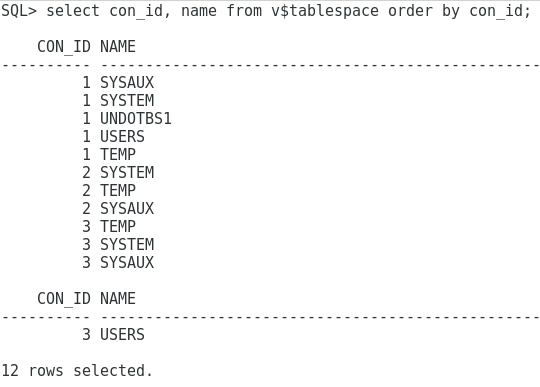 SQL> select con_id, name from v$tablespace order by con_id;
CON_ID NAME
---------- -------------------------------------------------
1 SYSAUX
1 SYSTEM
1 UNDOTBS1
1 USERS
1 TEMP
2 SYSTEM
2 TEMP
2 SYSAUX
3 TEMP
3 SYSTEM
3 SYSAUX
CON_ID NAME
---------- -------------------------------------------------
3 USERS
12 rows selected.